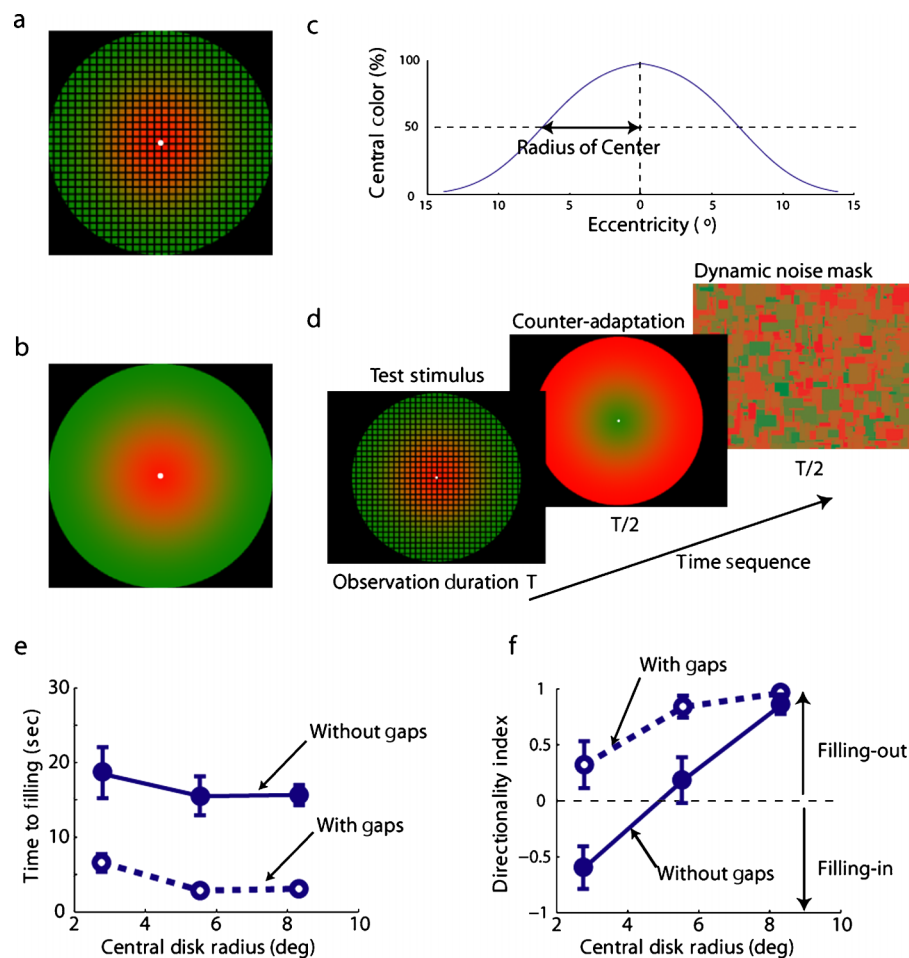 a
c
100
50
0
Central color (%)
Radius of Center
15 10 5 0 5 10 15
Eccentricity ( º)
b
d
Test stimulus
Counter-adaptation
Dynamic noise mask
Observation duration T
T/2
T/2
Time sequence
e
30
20
10
0
Time to filling (sec)
Without gaps
With gaps
2 4 6 8 10
Central disk radius (deg)
f
1
0.5
0
−0.5
−1
Directionality index
With gaps
Without gaps
Filling-out
Filling-in
2 4 6 8 10
Central disk radius (deg)